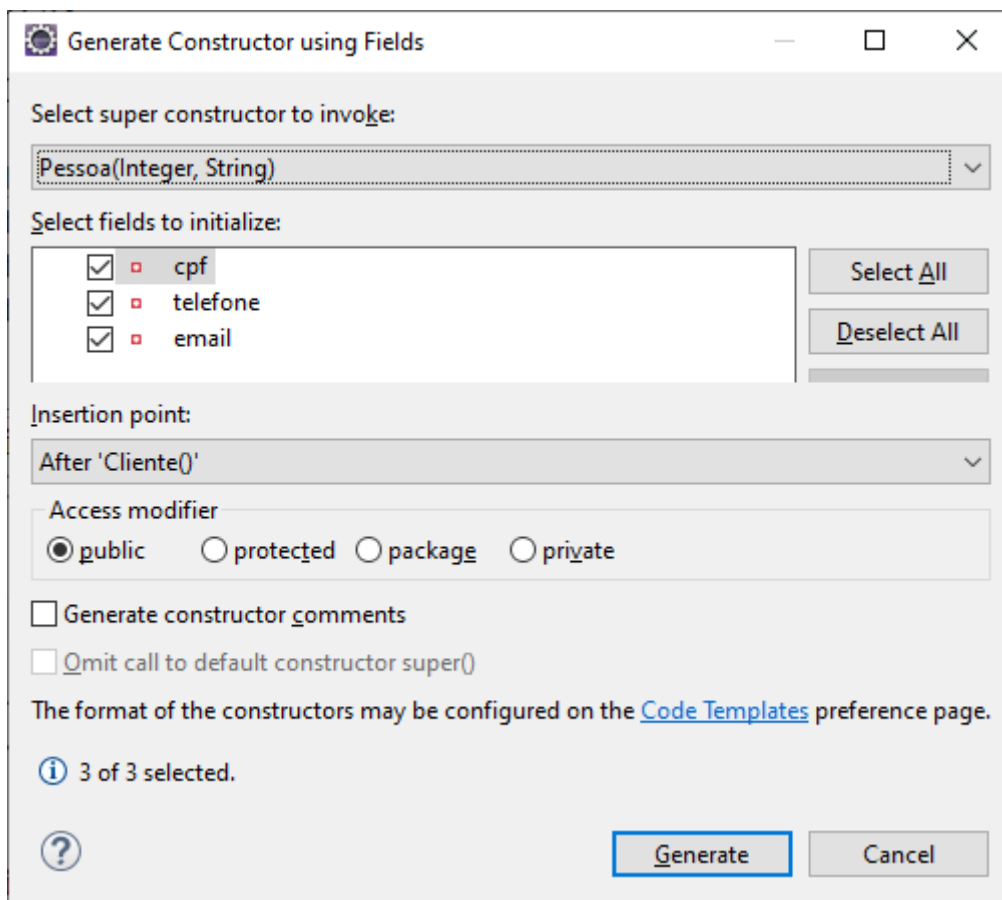 Generate Constructor using Fields
Select super constructor to invoke:
Pessoa(Integer, String)
Select fields to initialize:
cpf
telefone
email
Select All
Deselect All
Insertion point:
After 'Cliente()'
Access modifier
public protected package private
Generate constructor comments
Omit call to default constructor super()
The format of the constructors may be configured on the Code Templates preference page.
3 of 3 selected.
Generate Cancel